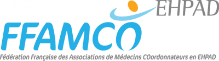 EHPAD
FFAMCO
Fédération Française des Associations de Médecins COordonnateurs en EHPAD